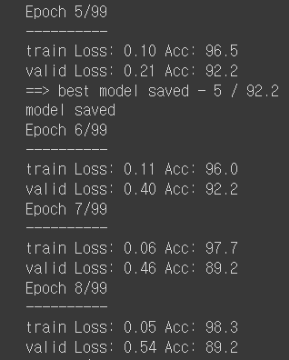 Epoch 5/99
----------
train Loss: 0.10 Acc: 96.5
valid Loss: 0.21 Acc: 92.2
==> best model saved - 5 / 92.2
model saved
Epoch 6/99
----------
train Loss: 0.11 Acc: 96.0
valid Loss: 0.40 Acc: 92.2
Epoch 7/99
----------
train Loss: 0.06 Acc: 97.7
valid Loss: 0.46 Acc: 89.2
Epoch 8/99
----------
train Loss: 0.05 Acc: 98.3
valid Loss: 0.54 Acc: 89.2